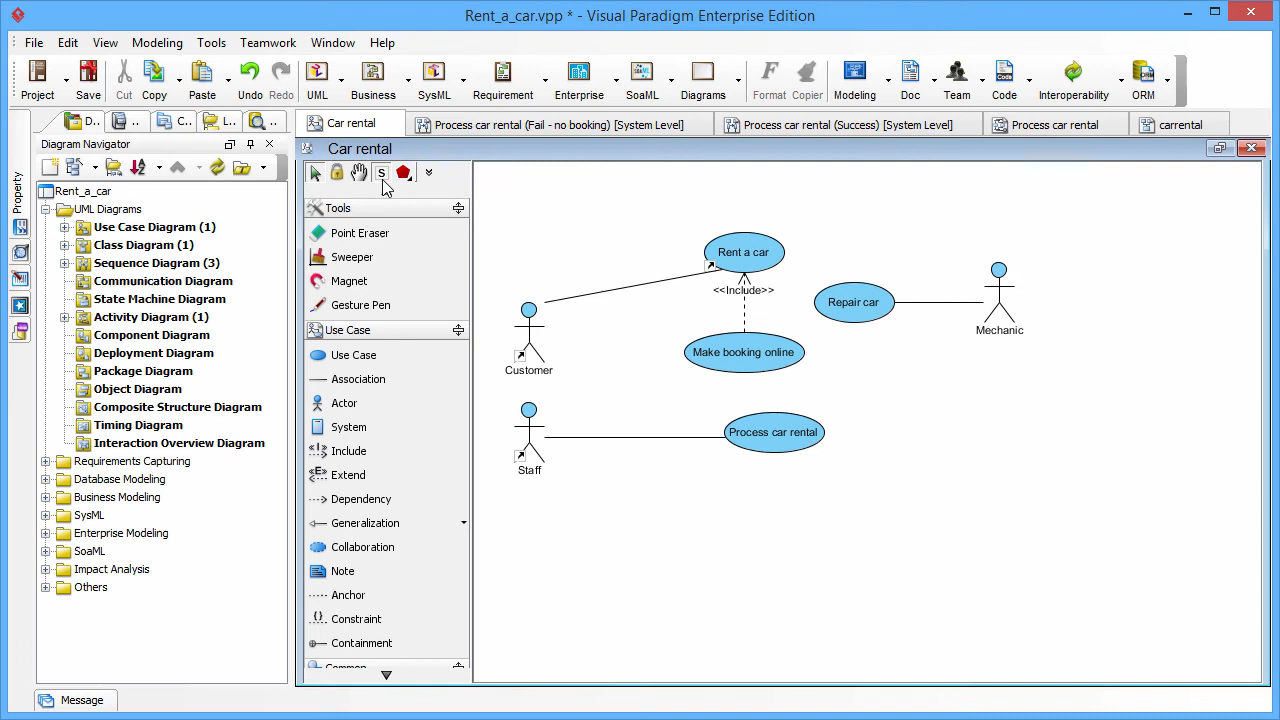 Rent_a_car.vpp * - Visual Paradigm Enterprise Edition
File Edit View Modeling Tools Teamwork Window Help
Project Save Cut Copy Paste Undo Redo UML Business SysML Requirement Enterprise SoaML Diagrams Format Copier Modeling Doc Team Code Interoperability ORM
D.. .. C.. L.. ..
Car rental
Process car rental (Fail - no booking) [System Level]
Process car rental (Success) [System Level]
Process car rental
carrental
Property
Diagram Navigator
Rent_a_car
UML Diagrams
Use Case Diagram (1)
Class Diagram (1)
Sequence Diagram (3)
Communication Diagram
State Machine Diagram
Activity Diagram (1)
Component Diagram
Deployment Diagram
Package Diagram
Object Diagram
Composite Structure Diagram
Timing Diagram
Interaction Overview Diagram
Requirements Capturing
Database Modeling
Business Modeling
SysML
Enterprise Modeling
SoaML
Impact Analysis
Others
Car rental
S
Tools
Point Eraser
Sweeper
Magnet
Gesture Pen
Use Case
Use Case
Association
Actor
System
Include
Extend
Dependency
Generalization
Collaboration
Note
Anchor
Constraint
Containment
Common
Rent a car
<<Include>>
Make booking online
Repair car
Mechanic
Customer
Staff
Process car rental
Message